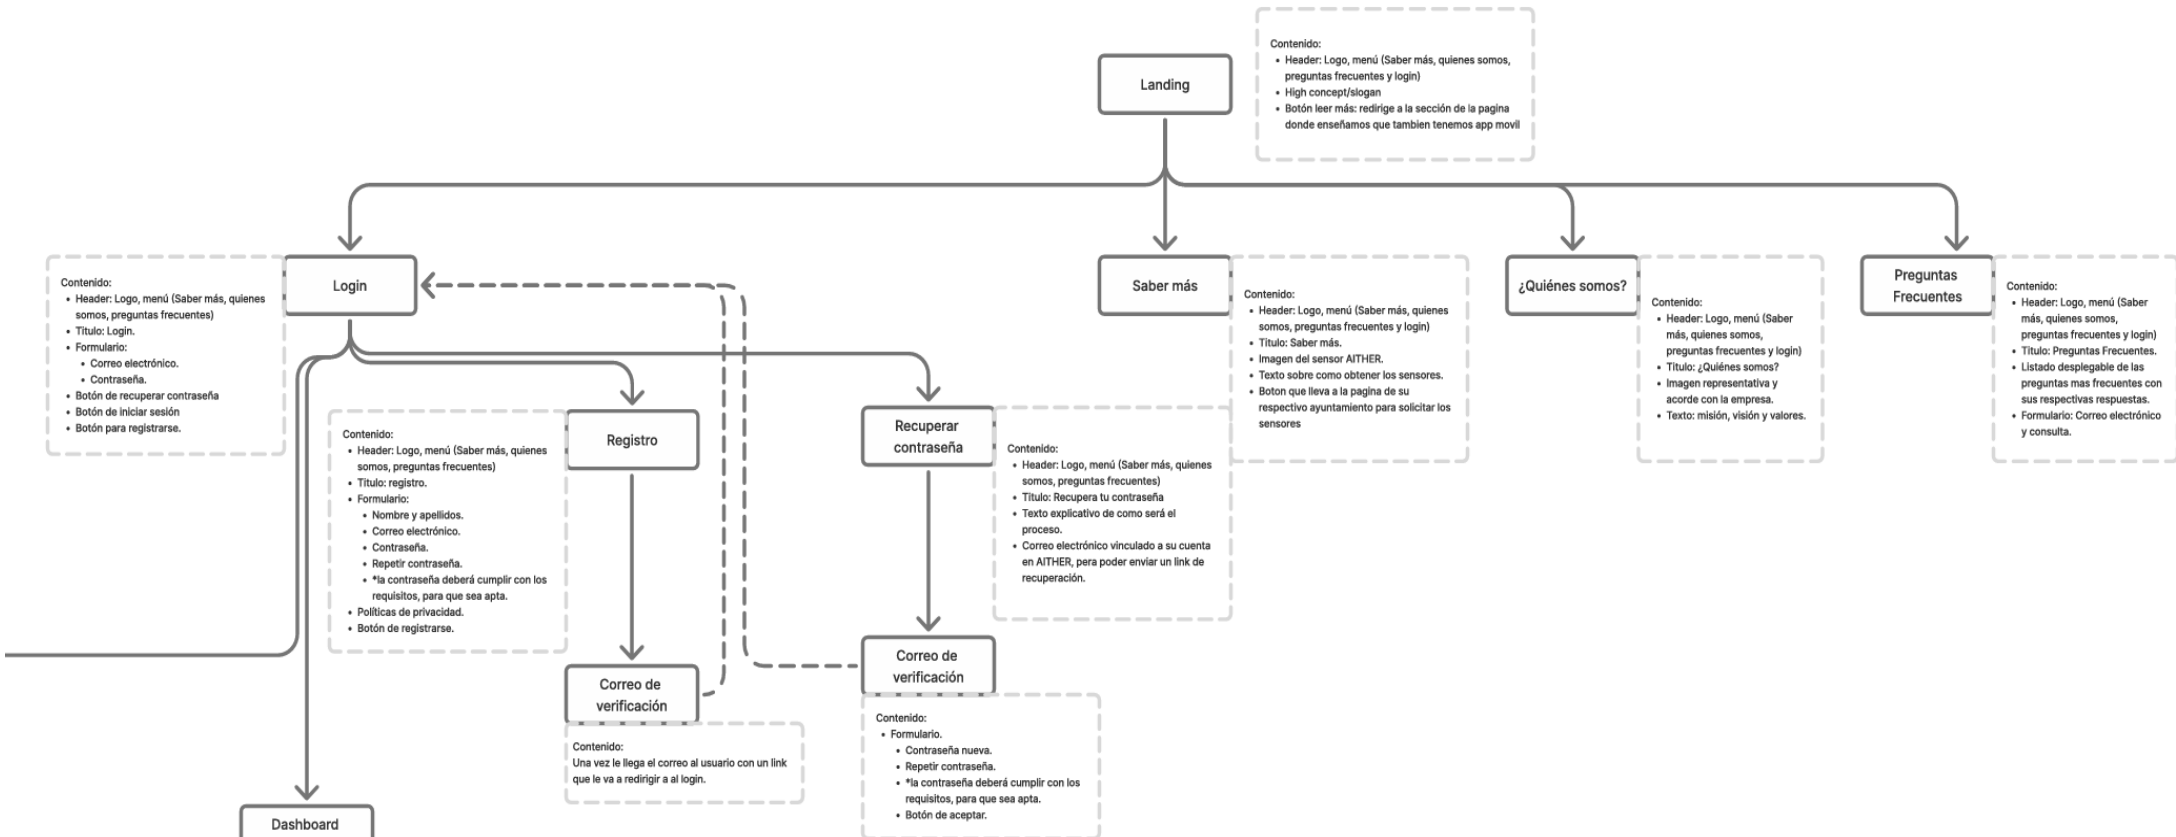 Landing
Contenido:
• Header: Logo, menú (Saber más, quienes somos,
preguntas frecuentes y login)
• High concept/slogan
• Botón leer más: redirige a la sección de la pagina
donde enseñamos que tambien tenemos app movil
Contenido:
• Header: Logo, menú (Saber más, quienes
somos, preguntas frecuentes)
• Titulo: Login.
• Formulario:
• Correo electrónico.
• Contraseña.
• Botón de recuperar contraseña
• Botón de iniciar sesión
• Botón para registrarse.
Login
Saber más
Contenido:
• Header: Logo, menú (Saber más, quienes
somos, preguntas frecuentes y login)
• Titulo: Saber más.
• Imagen del sensor AITHER.
• Texto sobre como obtener los sensores.
• Boton que lleva a la pagina de su
respectivo ayuntamiento para solicitar los
sensores
¿Quiénes somos?
Contenido:
• Header: Logo, menú (Saber
más, quienes somos,
preguntas frecuentes y login)
• Titulo: ¿Quiénes somos?
• Imagen representativa y
acorde con la empresa.
• Texto: misión, visión y valores.
Preguntas
Frecuentes
Contenido:
• Header: Logo, menú (Saber
más, quienes somos,
preguntas frecuentes y login)
• Titulo: Preguntas Frecuentes.
• Listado desplegable de las
preguntas mas frecuentes con
sus respectivas respuestas.
• Formulario: Correo electrónico
y consulta.
Contenido:
• Header: Logo, menú (Saber más, quienes
somos, preguntas frecuentes)
• Titulo: registro.
• Formulario:
• Nombre y apellidos.
• Correo electrónico.
• Contraseña.
• Repetir contraseña.
• *la contraseña deberá cumplir con los
requisitos, para que sea apta.
• Políticas de privacidad.
• Botón de registrarse.
Registro
Recuperar
contraseña
Contenido:
• Header: Logo, menú (Saber más, quienes
somos, preguntas frecuentes)
• Titulo: Recupera tu contraseña
• Texto explicativo de como será el
proceso.
• Correo electrónico vinculado a su cuenta
en AITHER, pera poder enviar un link de
recuperación.
Correo de
verificación
Contenido:
Una vez le llega el correo al usuario con un link
que le va a redirigir a al login.
Correo de
verificación
Contenido:
• Formulario.
• Contraseña nueva.
• Repetir contraseña.
• *la contraseña deberá cumplir con los
requisitos, para que sea apta.
• Botón de aceptar.
Dashboard